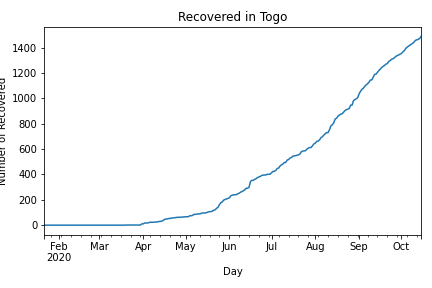 Recovered in Togo
Number of Recovered
1400
1200
1000
800
600
400
200
0
Feb Mar Apr May Jun Jul Aug Sep Oct
2020
Day